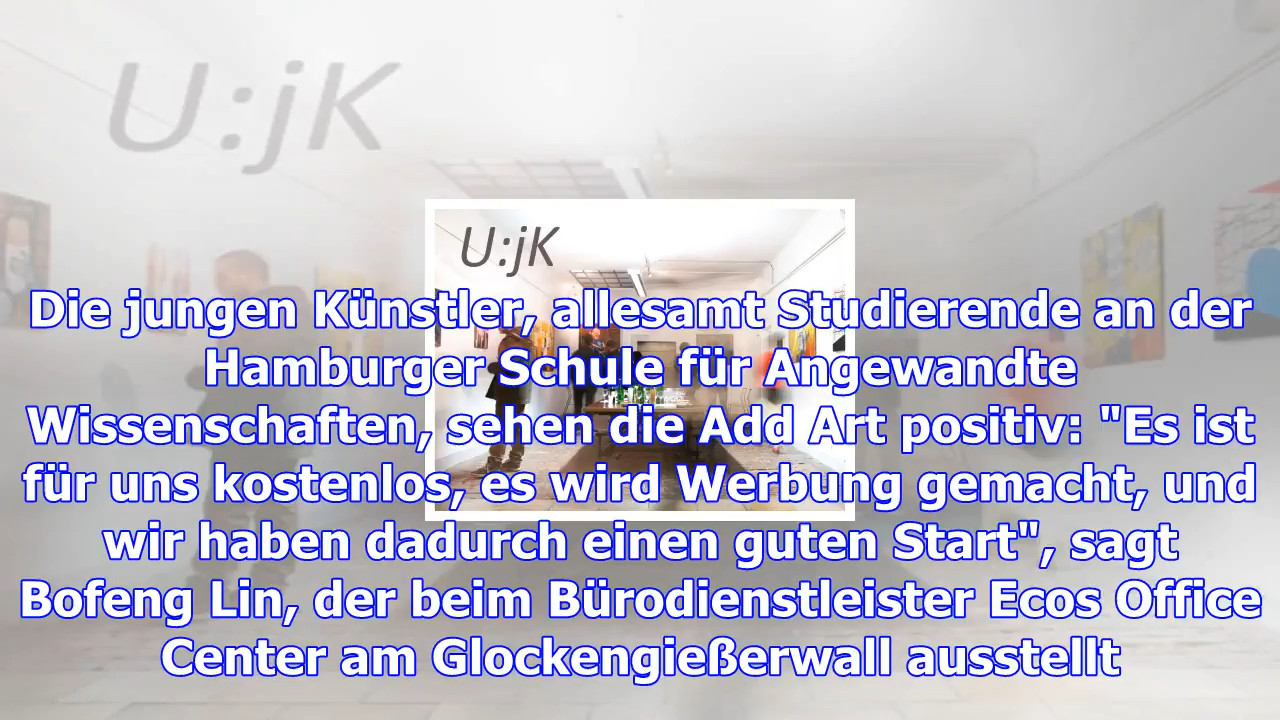 U:jK
U:jK
Die jungen Künstler, allesamt Studierende an der
Hamburger Schule für Angewandte
Wissenschaften, sehen die Add Art positiv: "Es ist
für uns kostenlos, es wird Werbung gemacht, und
wir haben dadurch einen guten Start", sagt
Bofeng Lin, der beim Bürodienstleister Ecos Office
Center am Glockengießerwall ausstellt